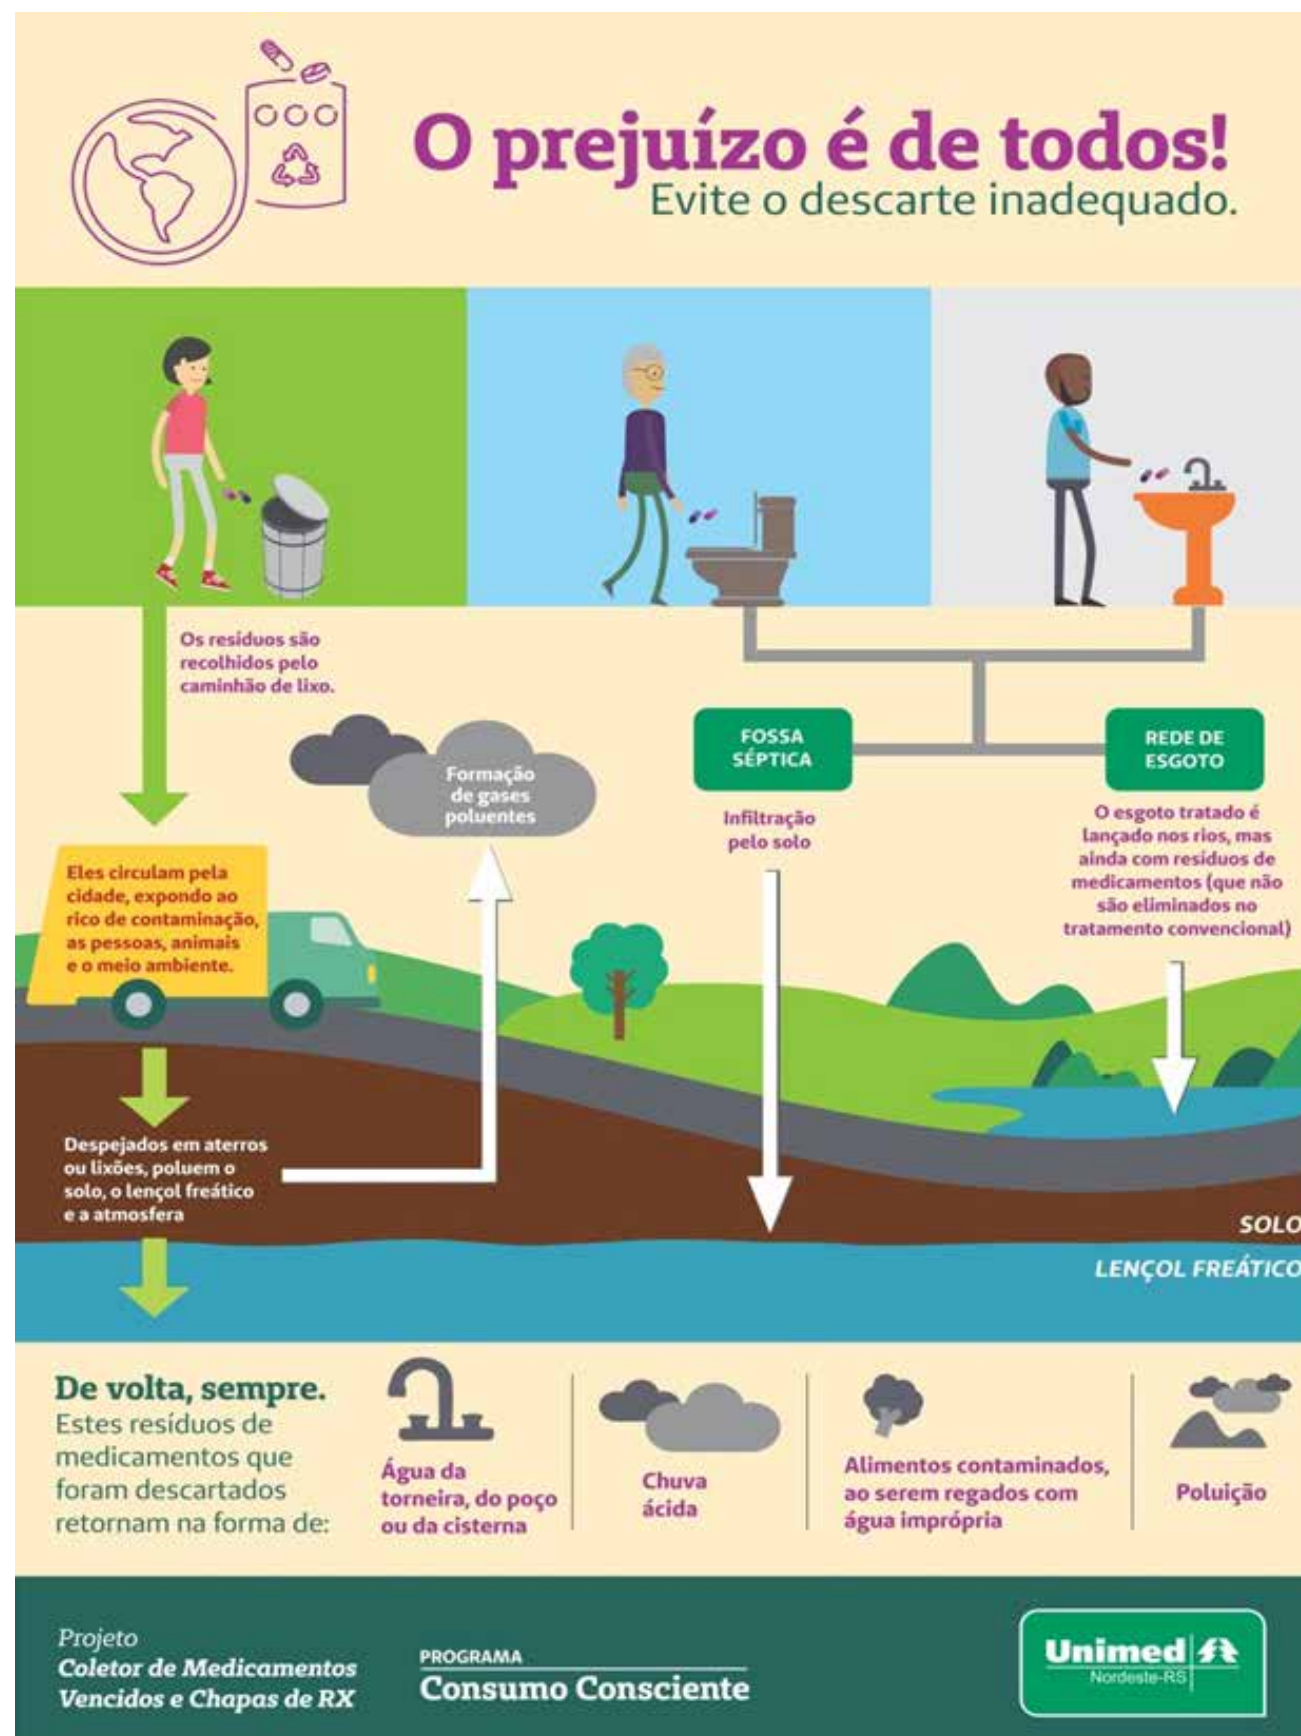 O prejuízo é de todos!
Evite o descarte inadequado.
Os resíduos são
recolhidos pelo
caminhão de lixo.
Formação
de gases
poluentes
FOSSA
SÉPTICA
REDE DE
ESGOTO
Infiltração
pelo solo
O esgoto tratado é
lançado nos rios, mas
ainda com resíduos de
medicamentos (que não
são eliminados no
tratamento convencional)
Eles circulam pela
cidade, expondo ao
rico de contaminação,
as pessoas, animais
e o meio ambiente.
Despejados em aterros
ou lixões, poluem o
solo, o lençol freático
e a atmosfera
SOLO
LENÇOL FREÁTICO
De volta, sempre.
Estes resíduos de
medicamentos que
foram descartados
retornam na forma de:
Água da
torneira, do poço
ou da cisterna
Chuva
ácida
Alimentos contaminados,
ao serem regados com
água imprópria
Poluição
Projeto
Coletor de Medicamentos
Vencidos e Chapas de RX
PROGRAMA
Consumo Consciente
Unimed
Nordeste-RS